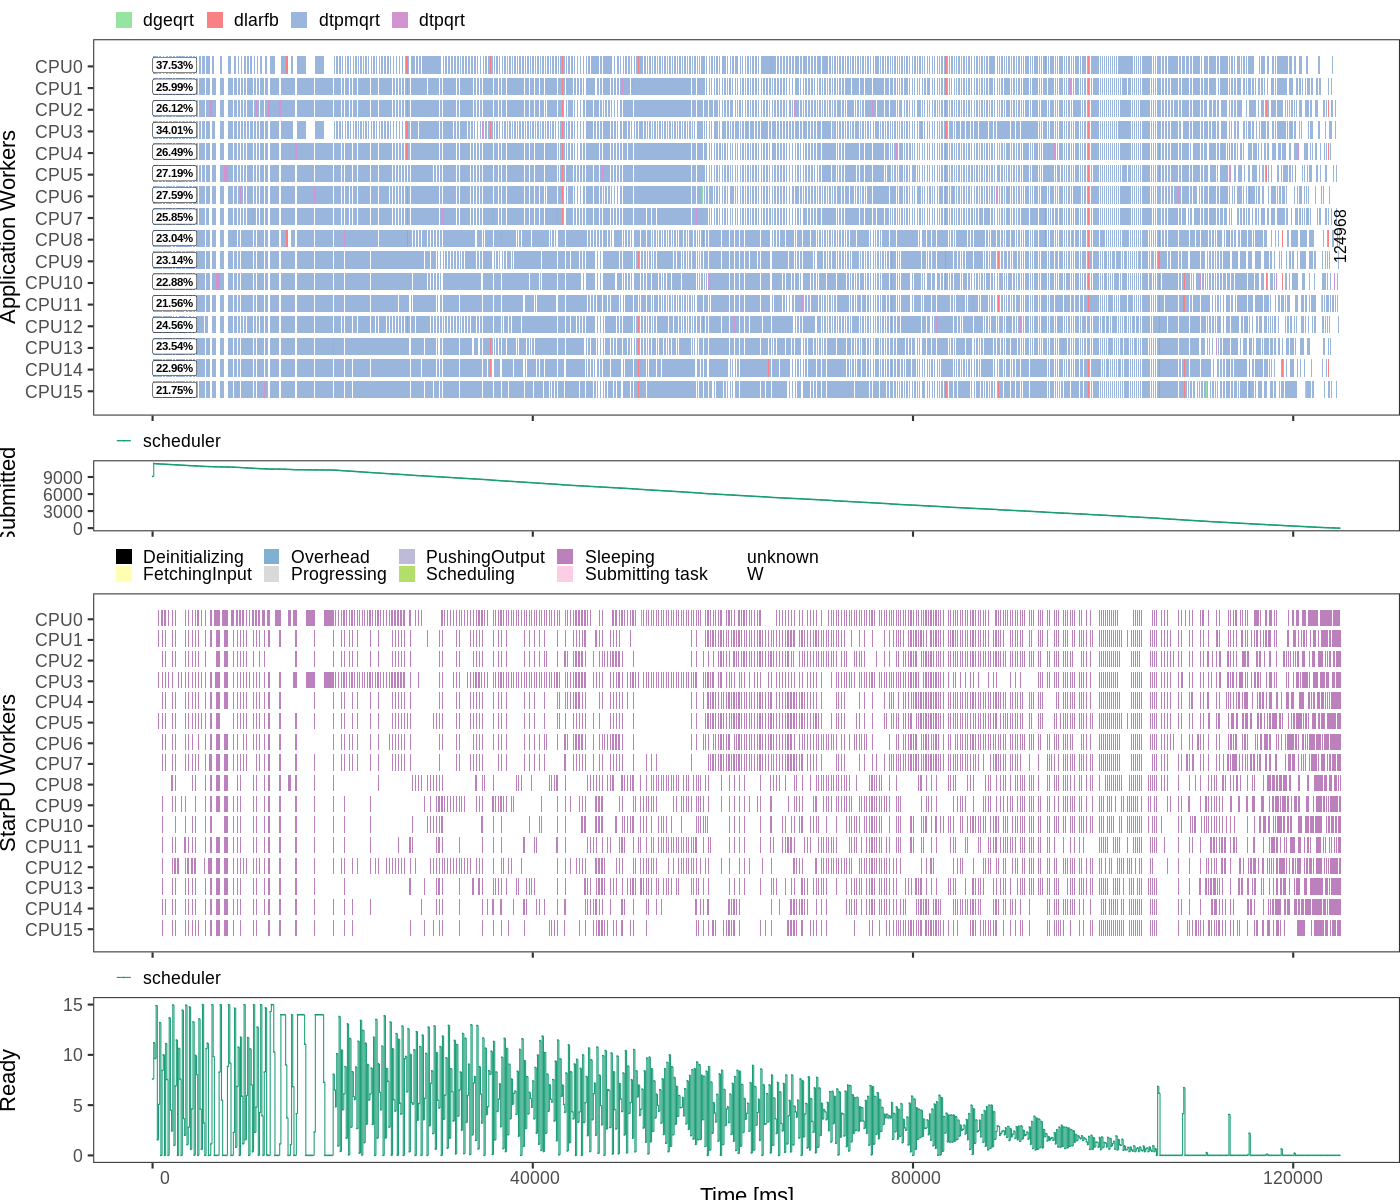 dgeqrt dlarfb dtpmqrt dtpqrt
Application Workers
CPU0 37.53%
CPU1 25.99%
CPU2 26.12%
CPU3 34.01%
CPU4 26.49%
CPU5 27.19%
CPU6 27.59%
CPU7 25.85%
CPU8 23.04%
CPU9 23.14%
CPU10 22.88%
CPU11 21.56%
CPU12 24.56%
CPU13 23.54%
CPU14 22.96%
CPU15 21.75%
124968
scheduler
Submitted
9000
6000
3000
0
Deinitializing Overhead PushingOutput Sleeping unknown
FetchingInput Progressing Scheduling Submitting task W
StarPU Workers
CPU0
CPU1
CPU2
CPU3
CPU4
CPU5
CPU6
CPU7
CPU8
CPU9
CPU10
CPU11
CPU12
CPU13
CPU14
CPU15
scheduler
Ready
15
10
5
0
0 40000 80000 120000
Time [ms]